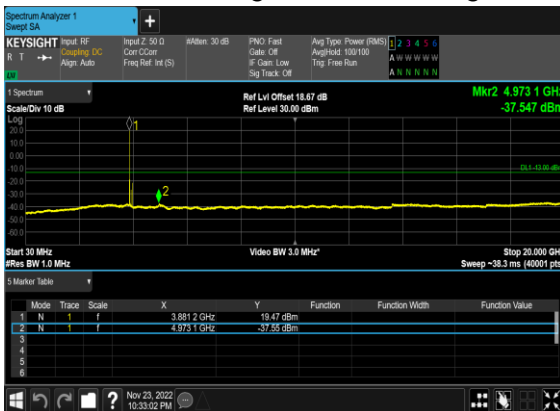 Spectrum Analyzer 1
Swept SA
KEYSIGHT
R T
LV
Input: RF
Coupling: DC
Align: Auto
Input Z: 50 Ω
Corr CCorr
Freq Ref: Int (S)
#Atten: 30 dB
PNO: Fast
Gate: Off
IF Gain: Low
Sig Track: Off
Avg Type: Power (RMS)
Avg|Hold: 100/100
Trig: Free Run
1 2 3 4 5 6
A W W W W W
A N N N N N
1 Spectrum
Scale/Div 10 dB
Ref Lvl Offset 18.67 dB
Ref Level 30.00 dBm
Mkr2 4.973 1 GHz
-37.547 dBm
Log
20.0
10.0
0.00
-10.0
-20.0
-30.0
-40.0
-50.0
-60.0
1
2
DL1 -13.00 dBm
Start 30 MHz
#Res BW 1.0 MHz
Video BW 3.0 MHz*
Stop 20.000 GH
Sweep ~38.3 ms (40001 pts
5 Marker Table
Mode Trace Scale X Y Function Function Width Function Value
1 N 1 f 3.881 2 GHz 19.47 dBm
2 N 1 f 4.973 1 GHz -37.55 dBm
3
4
5
6
?
Nov 23, 2022
10:33:02 PM